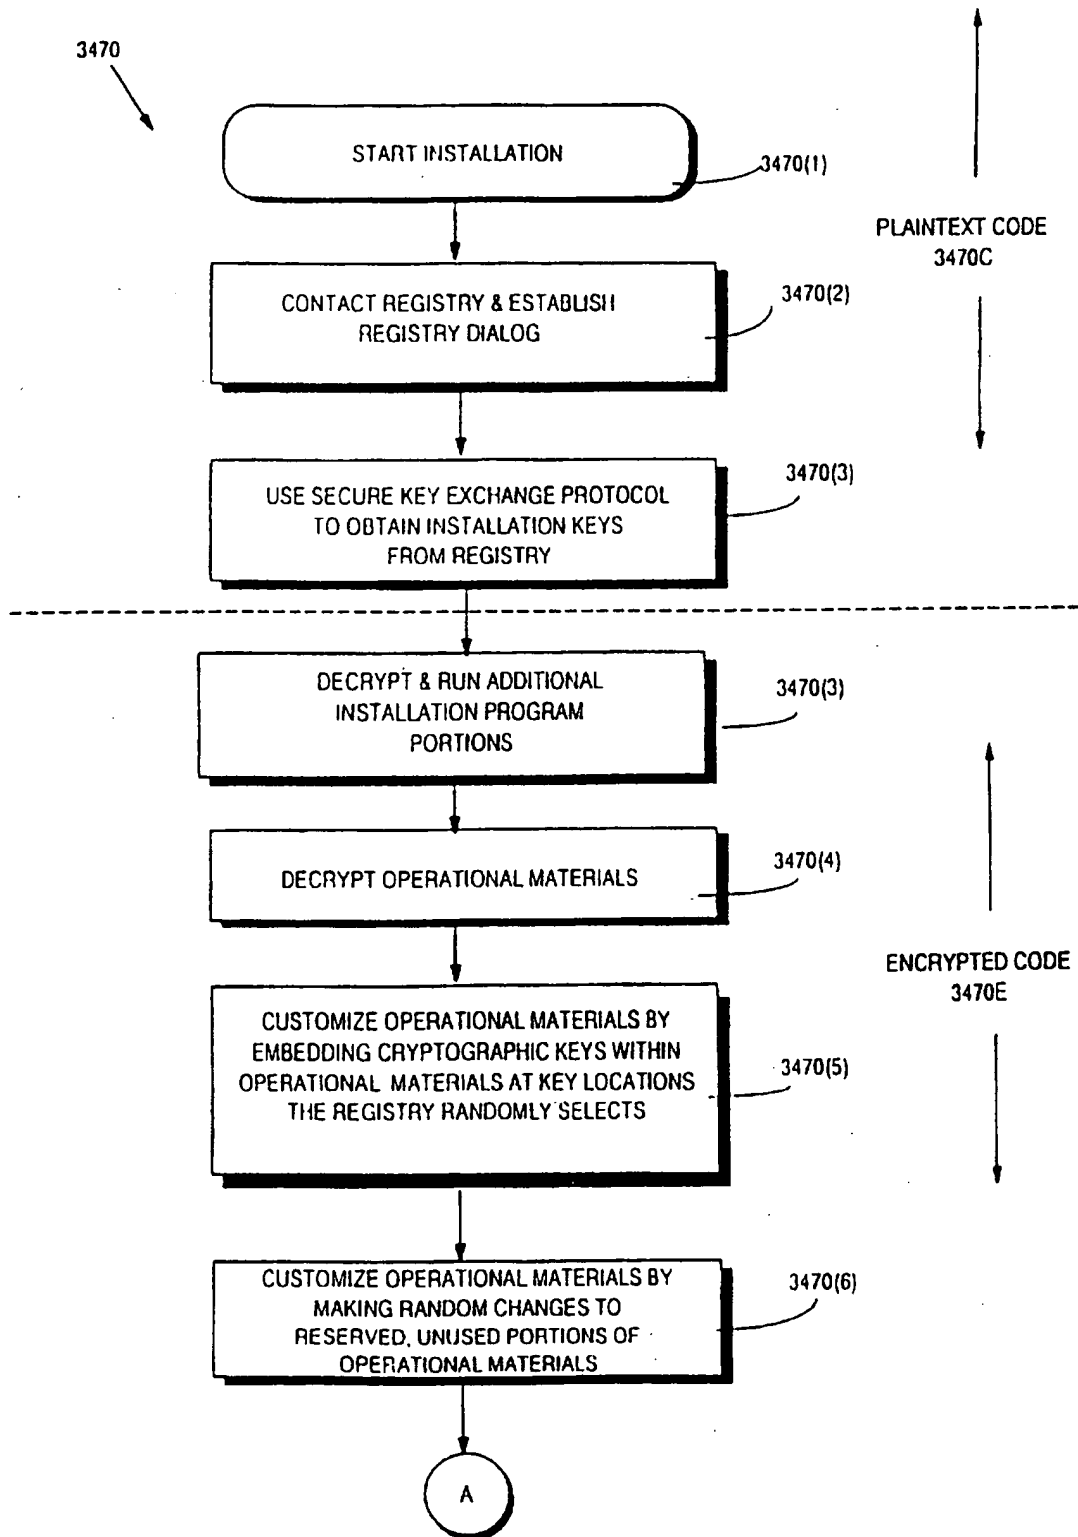 3470
START INSTALLATION
3470(1)
PLAINTEXT CODE
3470C
CONTACT REGISTRY & ESTABLISH
REGISTRY DIALOG
3470(2)
USE SECURE KEY EXCHANGE PROTOCOL
TO OBTAIN INSTALLATION KEYS
FROM REGISTRY
3470(3)
DECRYPT & RUN ADDITIONAL
INSTALLATION PROGRAM
PORTIONS
3470(3)
DECRYPT OPERATIONAL MATERIALS
3470(4)
ENCRYPTED CODE
3470E
CUSTOMIZE OPERATIONAL MATERIALS BY
EMBEDDING CRYPTOGRAPHIC KEYS WITHIN
OPERATIONAL MATERIALS AT KEY LOCATIONS
THE REGISTRY RANDOMLY SELECTS
3470(5)
CUSTOMIZE OPERATIONAL MATERIALS BY
MAKING RANDOM CHANGES TO
RESERVED, UNUSED PORTIONS OF
OPERATIONAL MATERIALS
3470(6)
A